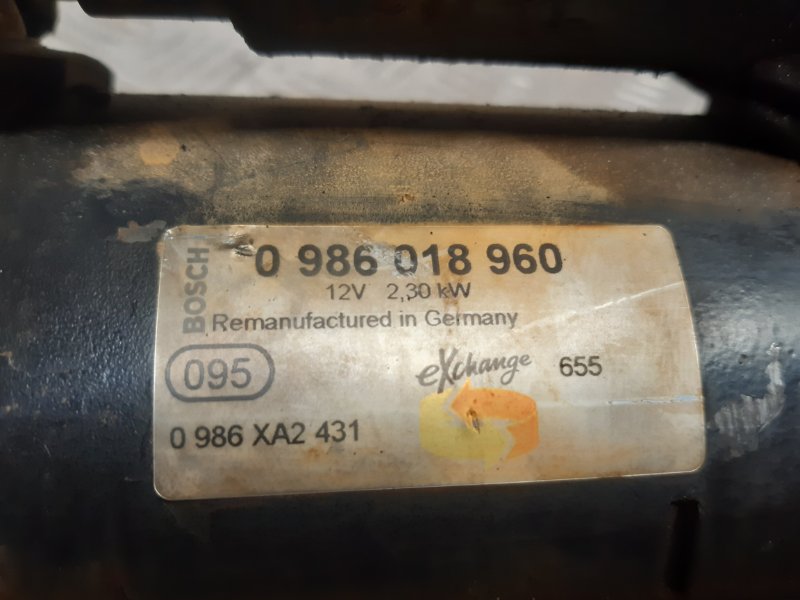 BOSCH
0 986 018 960
12V 2,30 kW
Remanufactured in Germany
095
eXchange 655
0 986 XA2 431